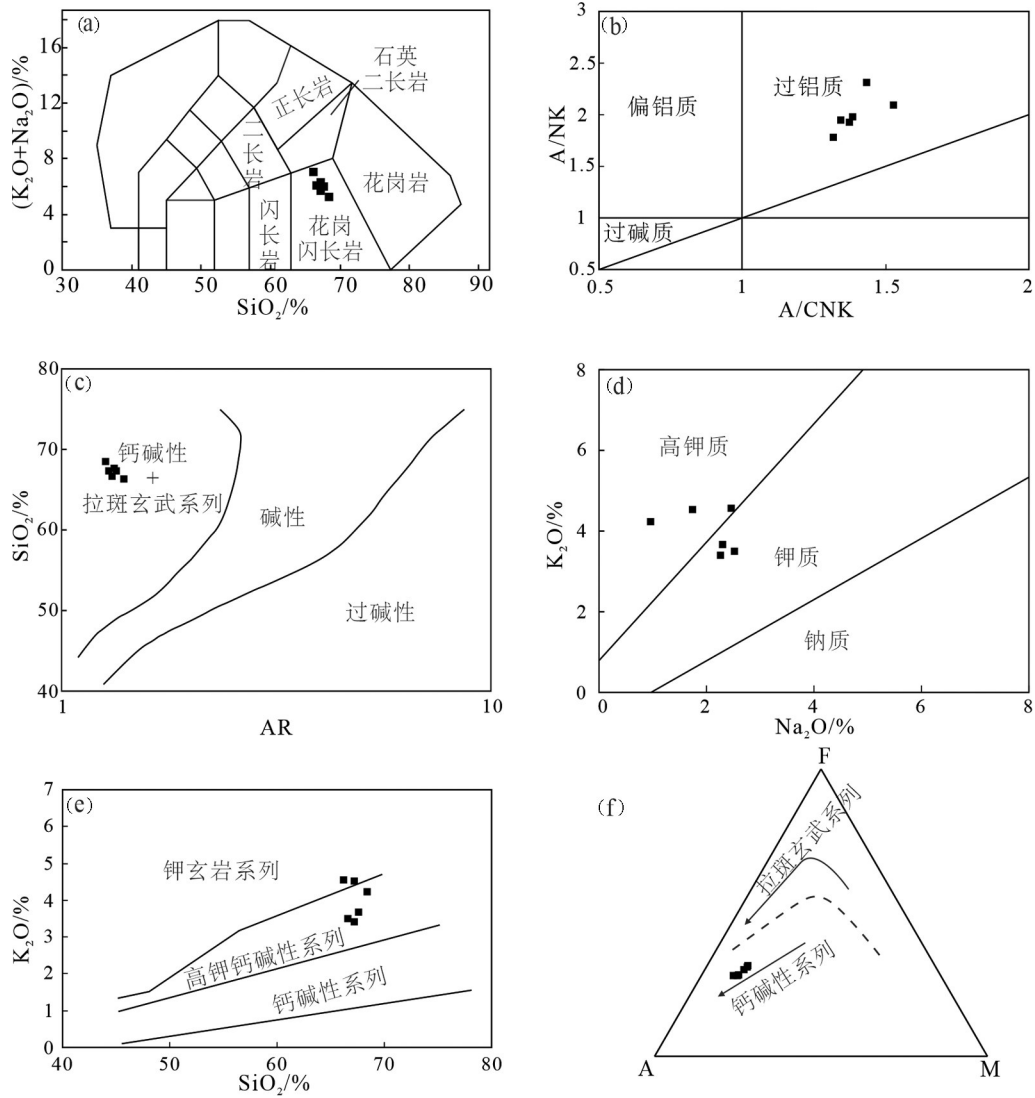 (a)
16
12
8
4
0
(K₂O+Na₂O)/%
石英
二长岩
正长岩
二长岩
闪长岩
花岗
闪长岩
花岗岩
30
40
50
60
70
80
90
SiO₂/%
(b)
3
2.5
2
1.5
1
0.5
A/NK
偏铝质
过铝质
过碱质
0.5
1
1.5
2
A/CNK
(c)
80
70
60
50
40
SiO₂/%
钙碱性
+
拉斑玄武系列
碱性
过碱性
1
10
AR
(d)
8
6
4
2
0
K₂O/%
高钾质
钾质
钠质
0
2
4
6
8
Na₂O/%
(e)
7
6
5
4
3
2
1
0
K₂O/%
钾玄岩系列
高钾钙碱性系列
钙碱性系列
40
50
60
70
80
SiO₂/%
(f)
F
拉斑玄武系列
钙碱性系列
A
M